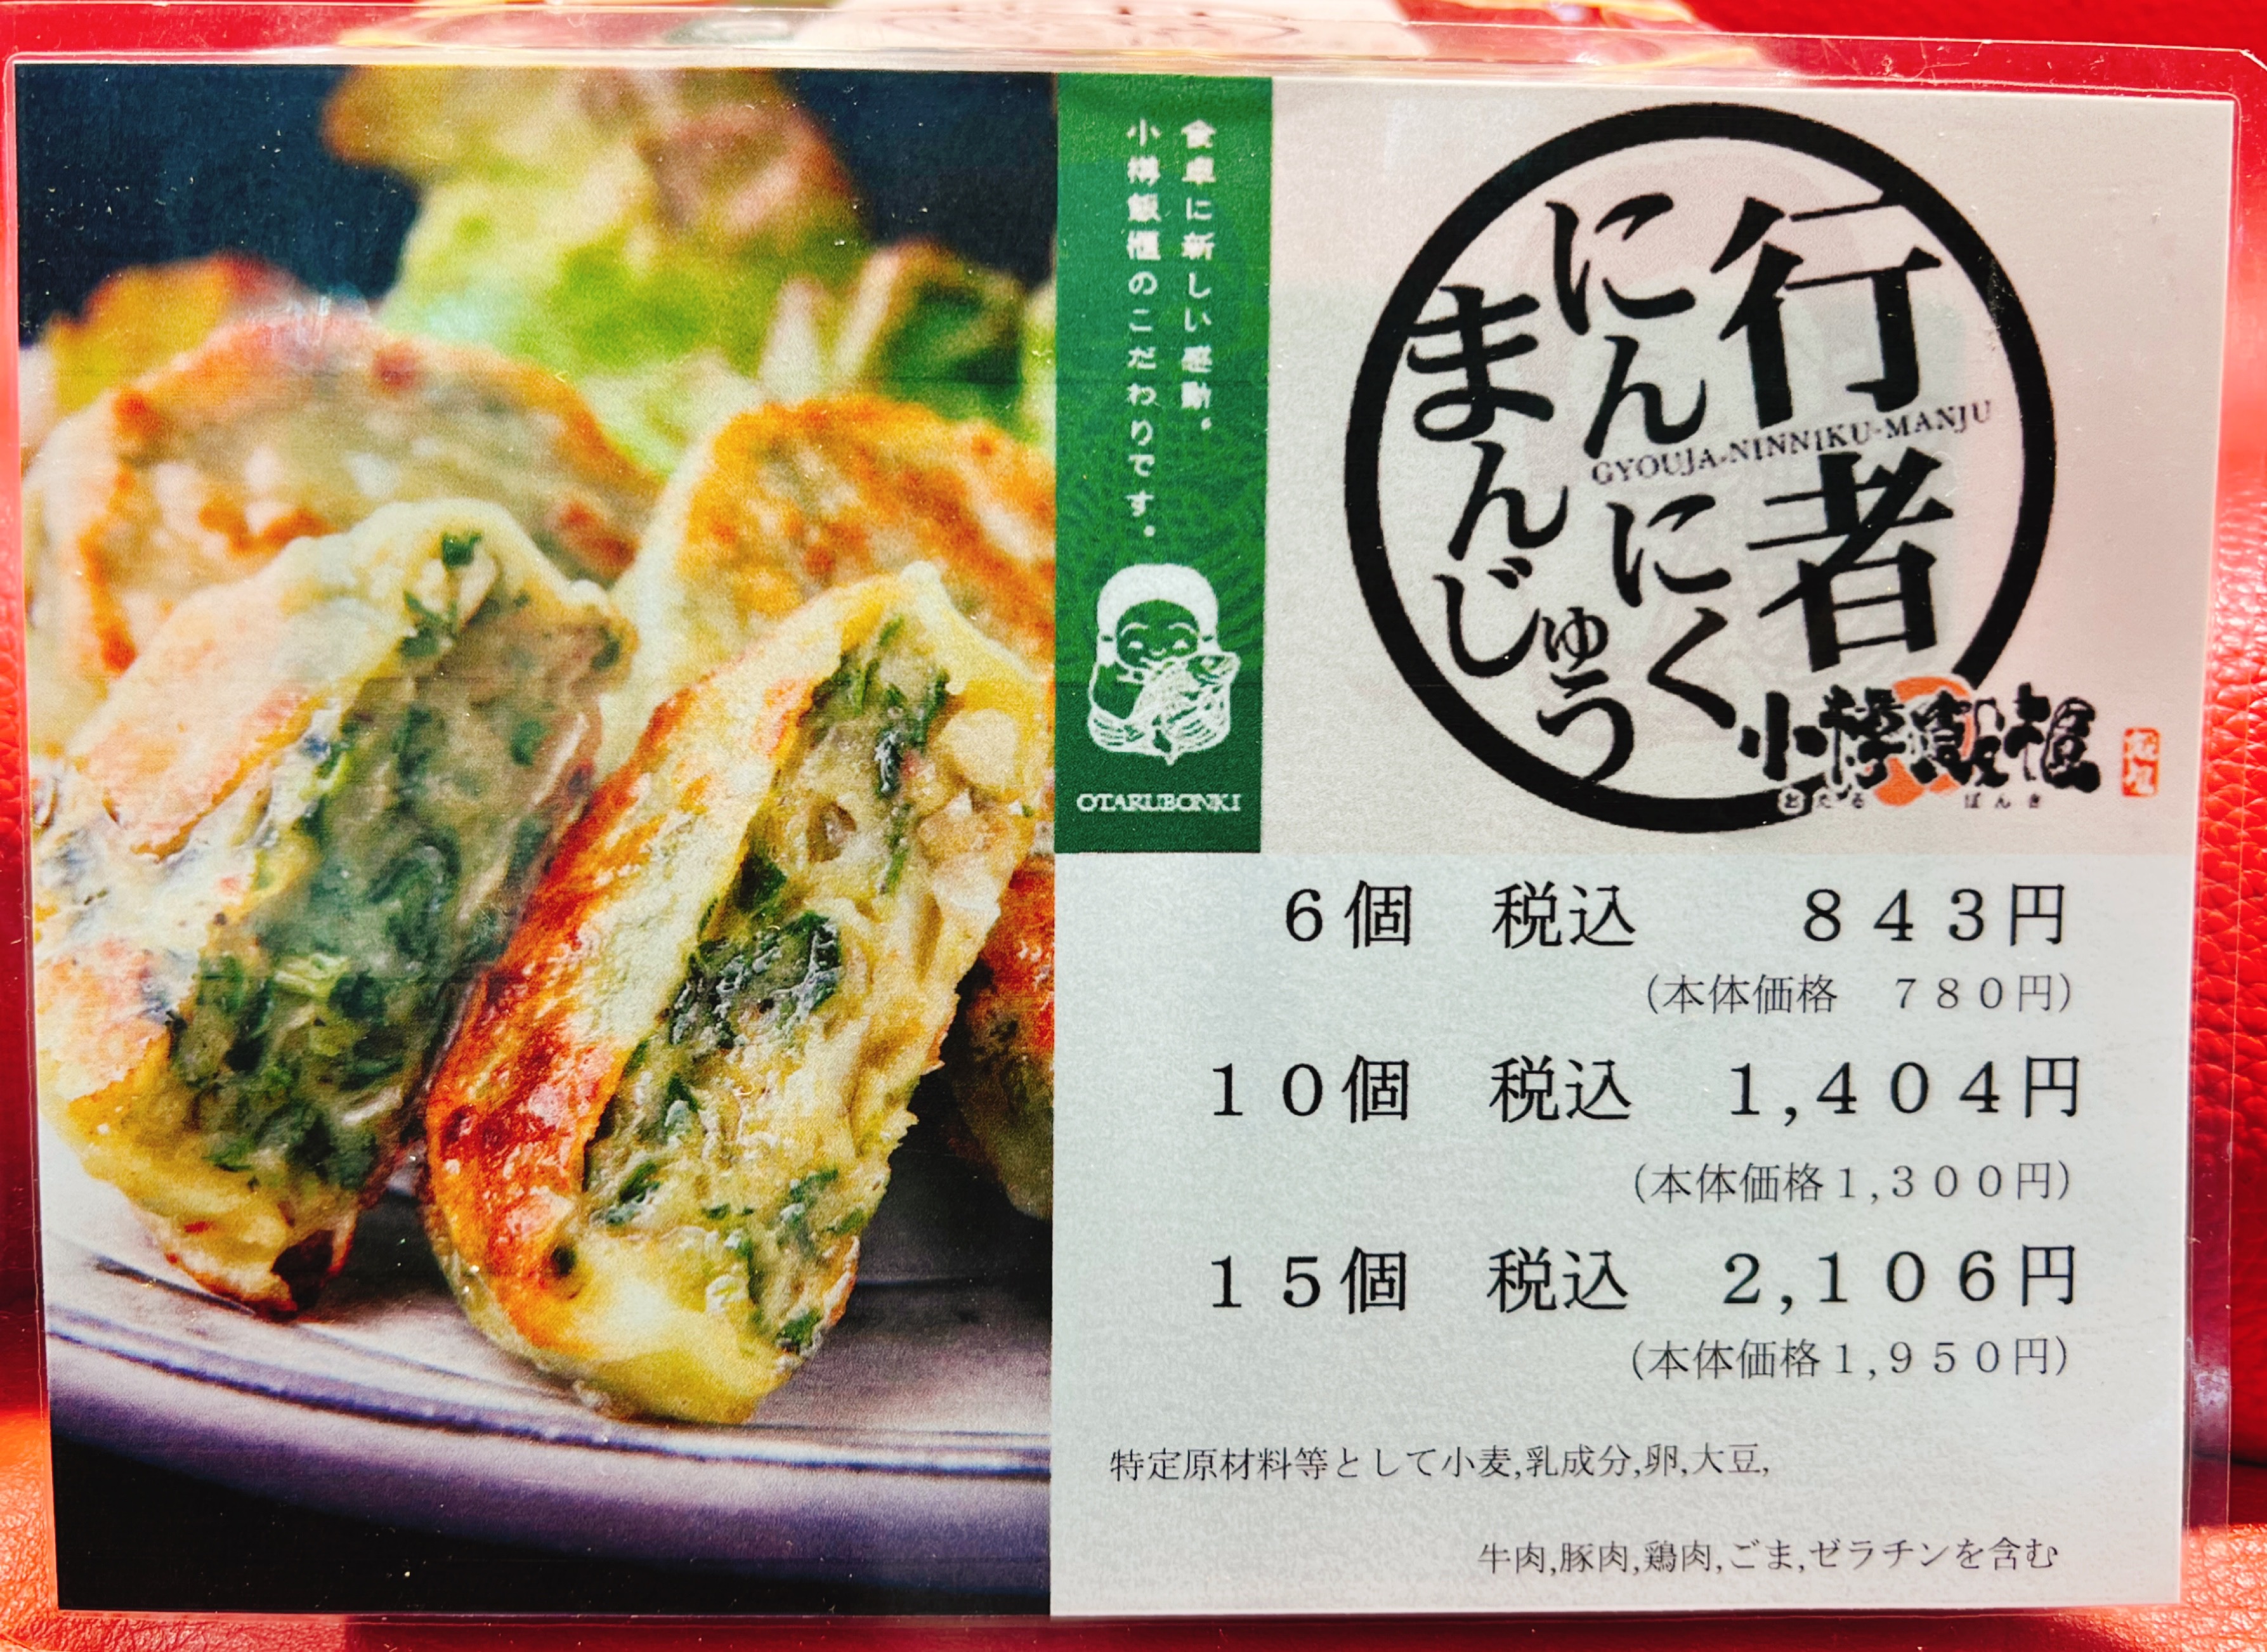 食卓に新しい感動。
小樽飯櫃のこだわりです。
OTARUBONKI
行者
にんにく
まんじゅう
GYOUJA-NINNIKU-MANJU
小樽飯櫃
おたる ぼんき
６個 税込 ８４３円
（本体価格 ７８０円）
１０個 税込 １,４０４円
（本体価格１,３００円）
１５個 税込 ２,１０６円
（本体価格１,９５０円）
特定原材料等として小麦,乳成分,卵,大豆,
牛肉,豚肉,鶏肉,ごま,ゼラチンを含む